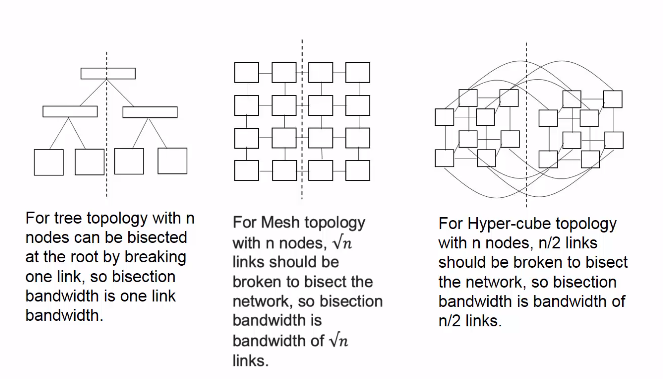 For tree topology with n
nodes can be bisected
at the root by breaking
one link, so bisection
bandwidth is one link
bandwidth.
For Mesh topology
with n nodes, √n
links should be
broken to bisect the
network, so bisection
bandwidth is
bandwidth of √n
links.
For Hyper-cube topology
with n nodes, n/2 links
should be broken to bisect
the network, so bisection
bandwidth is bandwidth of
n/2 links.